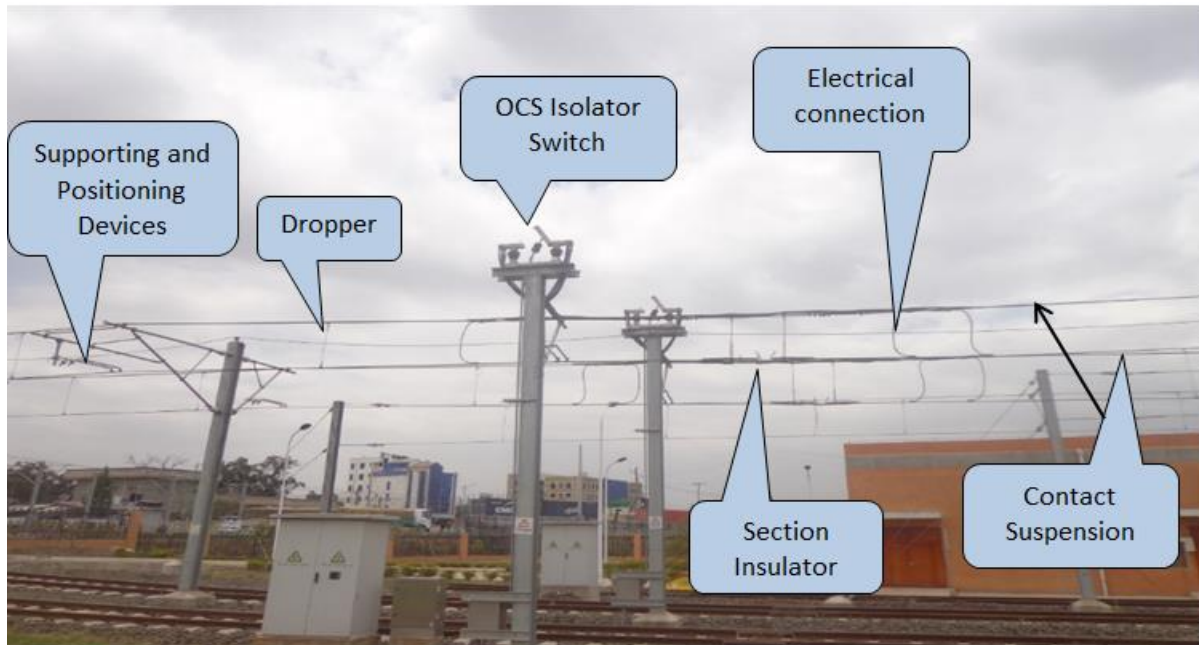 OCS Isolator
Switch
Electrical
connection
Supporting and
Positioning
Devices
Dropper
Section
Insulator
Contact
Suspension